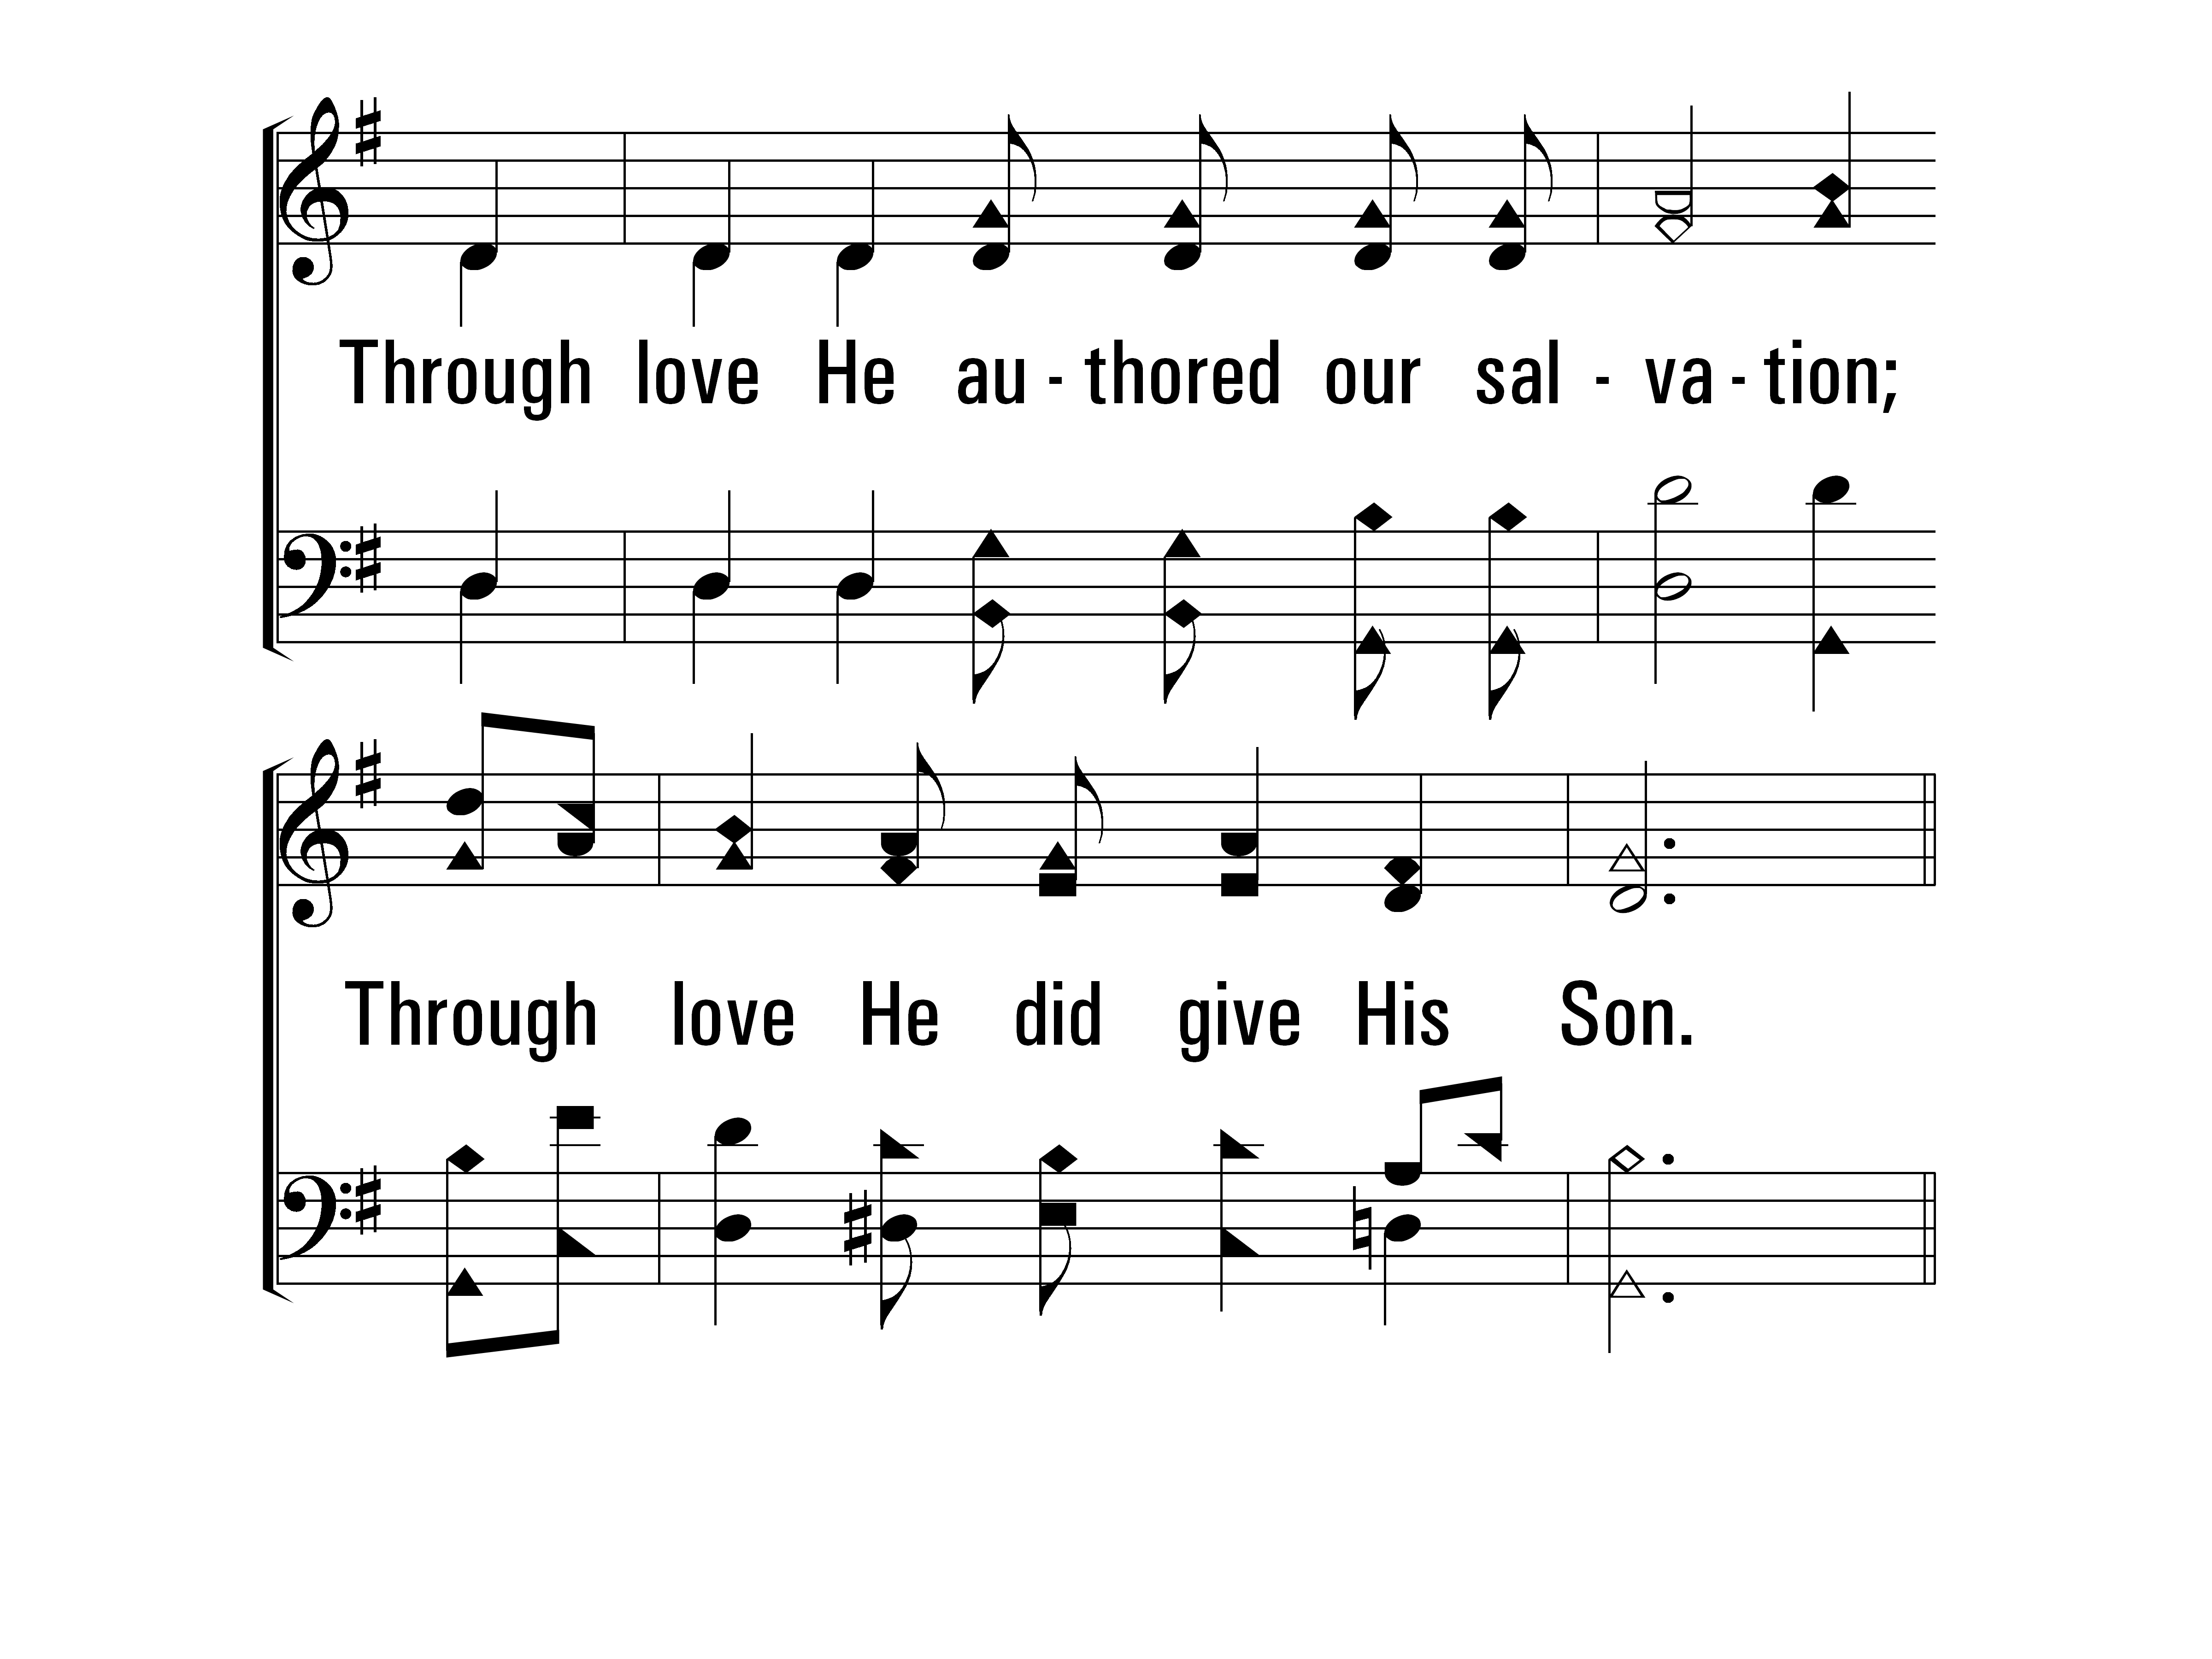 Through love He au - thored our sal - va - tion;
Through love He did give His Son.